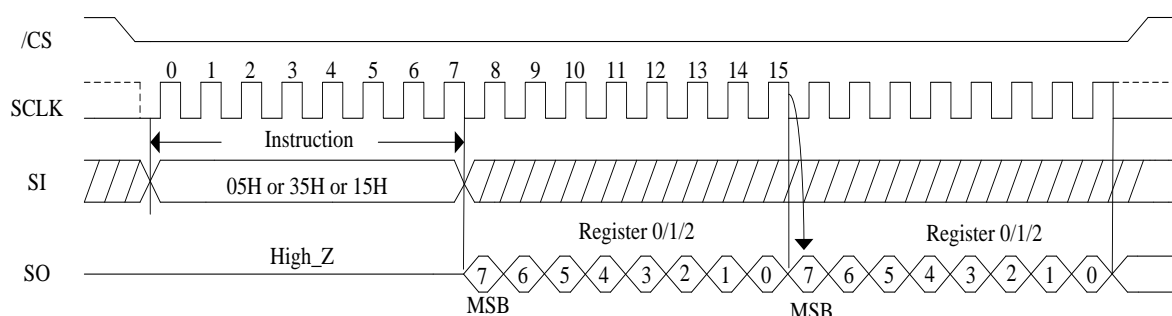 /CS
0 1 2 3 4 5 6 7 8 9 10 11 12 13 14 15
SCLK
Instruction
SI
05H or 35H or 15H
Register 0/1/2 Register 0/1/2
High_Z
SO
7 6 5 4 3 2 1 0 7 6 5 4 3 2 1 0
MSB MSB